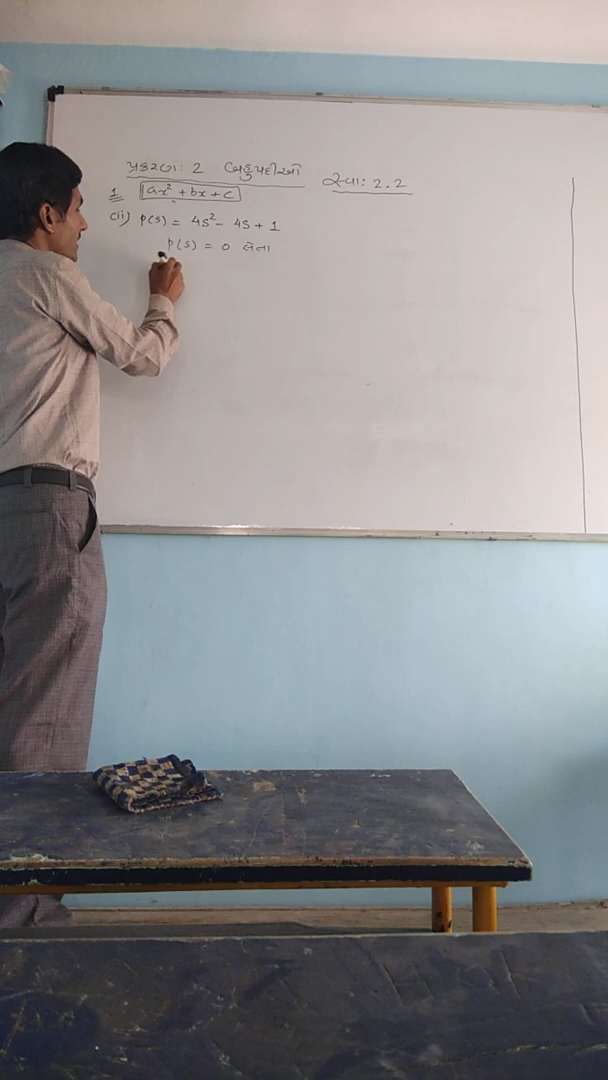 પ્રકરણ: 2 બહુપદીઓ સ્વા: 2.2
1 ax² + bx + c
(ii) p(s) = 4s² - 4s + 1
p(s) = 0 લેતા